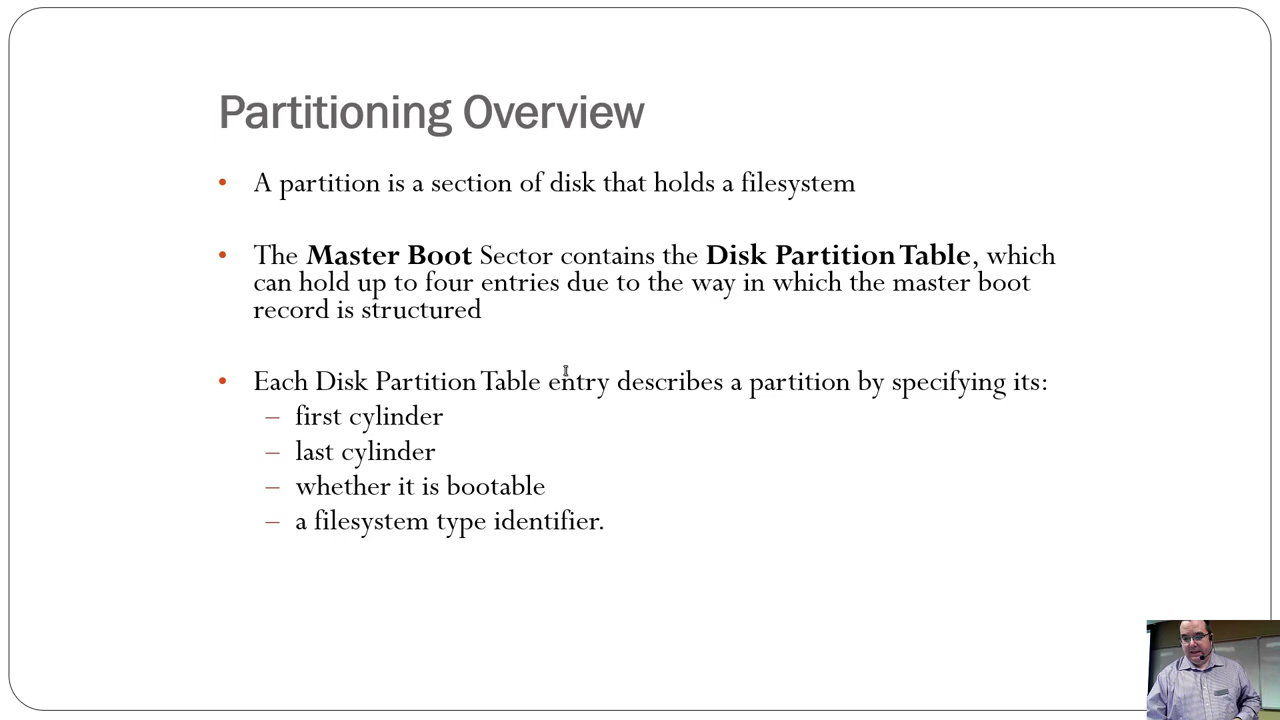 Partitioning Overview
• A partition is a section of disk that holds a filesystem
• The Master Boot Sector contains the Disk Partition Table, which
can hold up to four entries due to the way in which the master boot
record is structured
• Each Disk Partition Table entry describes a partition by specifying its:
– first cylinder
– last cylinder
– whether it is bootable
– a filesystem type identifier.